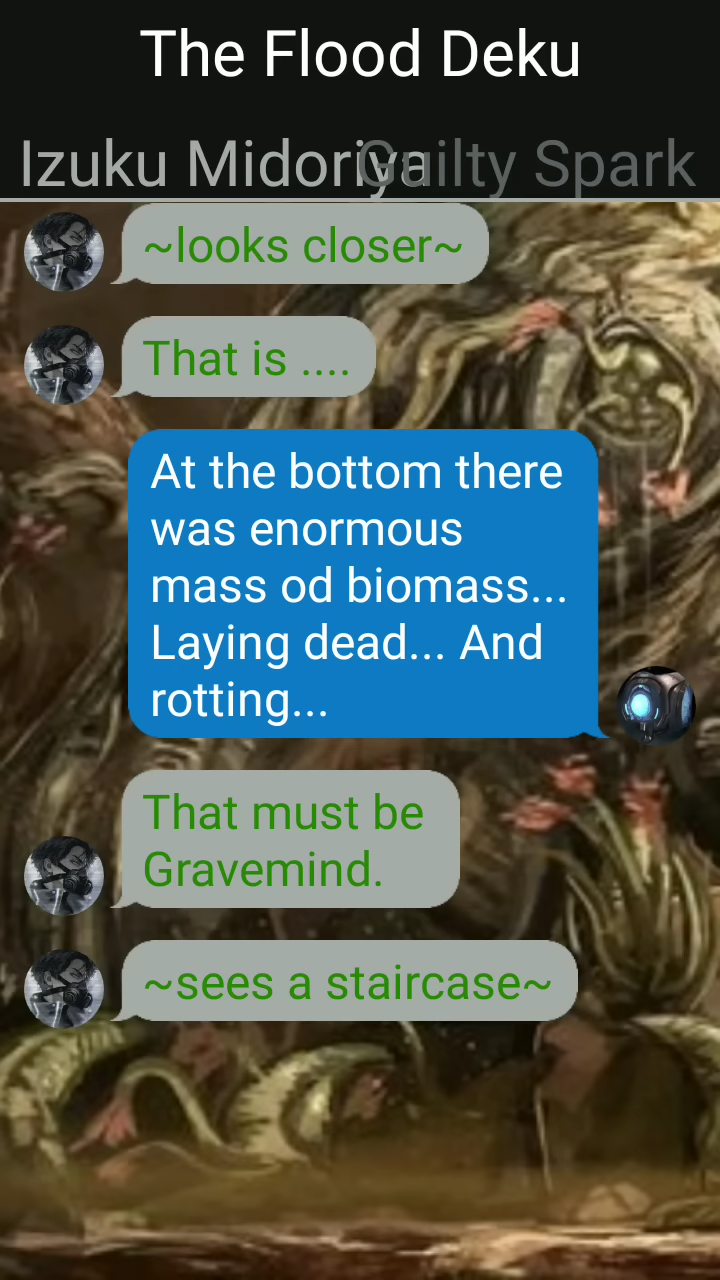 The Flood Deku
Izuku Midoriya Guilty Spark
~looks closer~
That is ....
At the bottom there
was enormous
mass od biomass...
Laying dead... And
rotting...
That must be
Gravemind.
~sees a staircase~